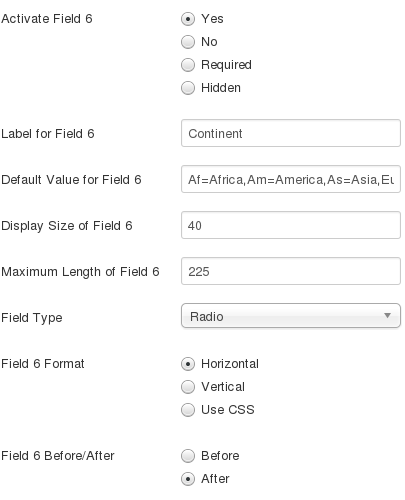 Activate Field 6 Yes
No
Required
Hidden
Label for Field 6 Continent
Default Value for Field 6 Af=Africa,Am=America,As=Asia,Eu
Display Size of Field 6 40
Maximum Length of Field 6 225
Field Type Radio
Field 6 Format Horizontal
Vertical
Use CSS
Field 6 Before/After Before
After